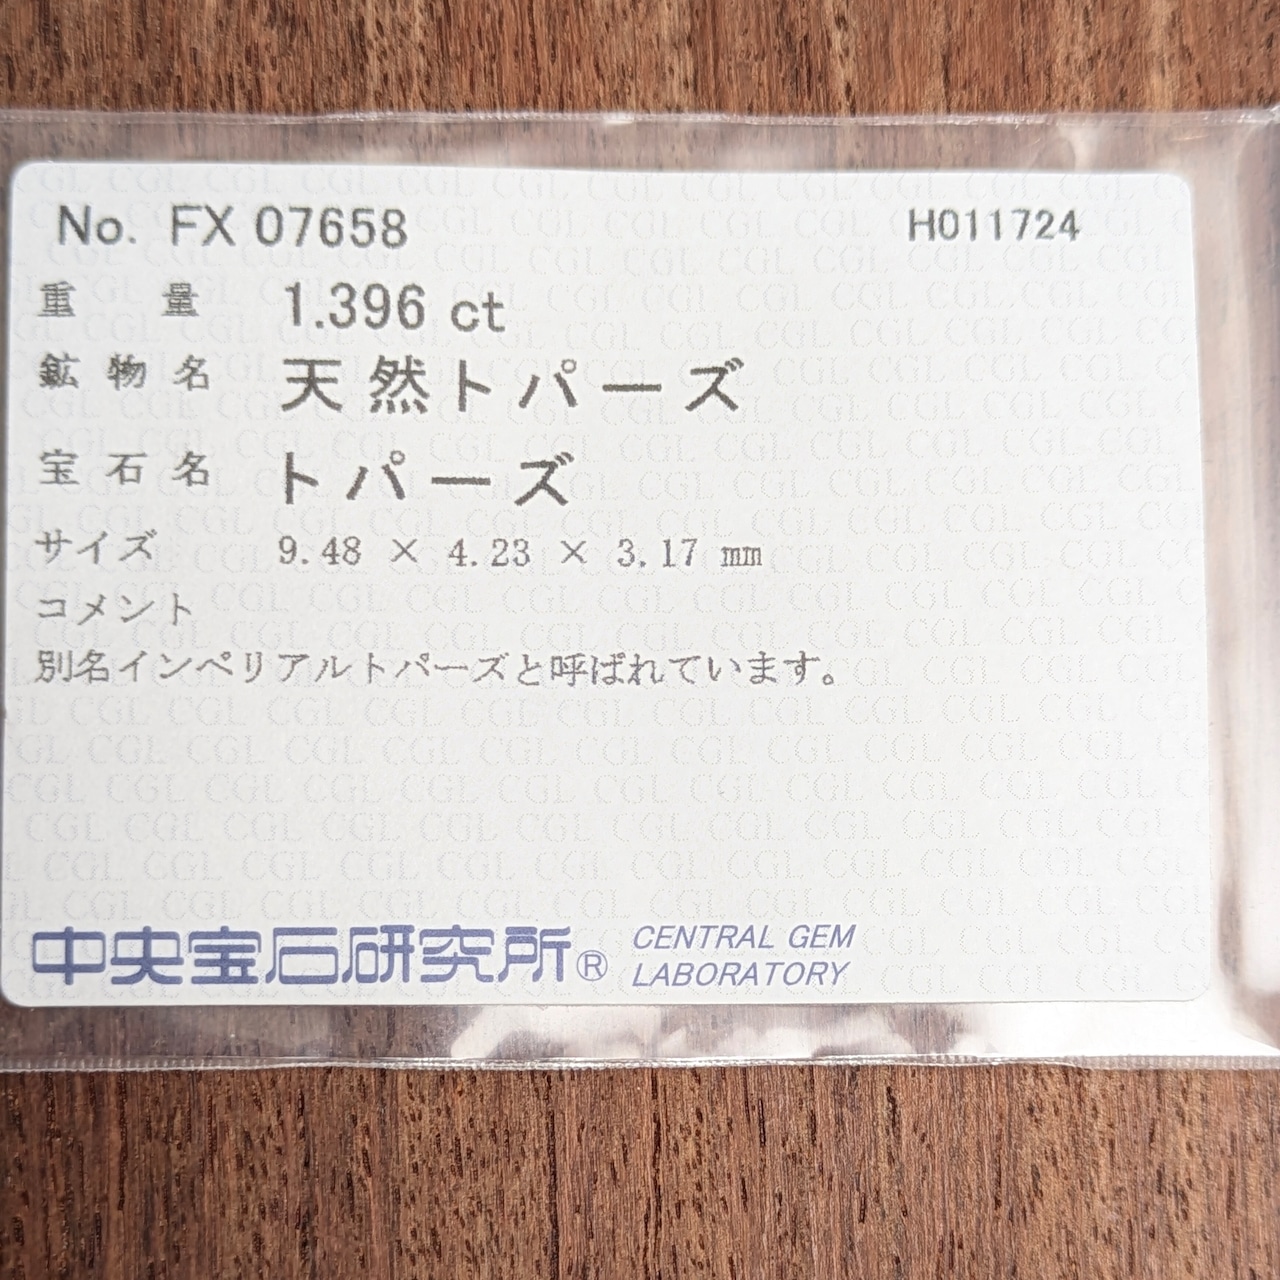 No. FX 07658 H011724
重量 1.396 ct
鉱物名 天然トパーズ
宝石名 トパーズ
サイズ 9.48 × 4.23 × 3.17 mm
コメント
別名インペリアルトパーズと呼ばれています。
中央宝石研究所® CENTRAL GEM
LABORATORY